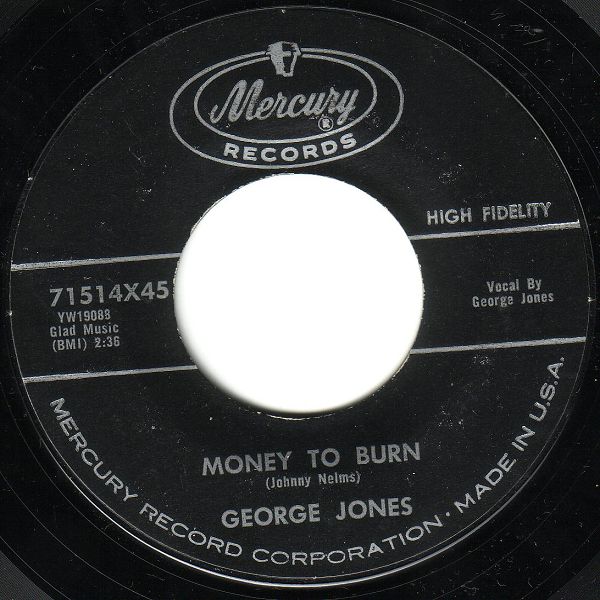 Mercury
®
RECORDS
HIGH FIDELITY
71514X45
YW19088
Glad Music
(BMI) 2:36
Vocal By
George Jones
MONEY TO BURN
(Johnny Nelms)
GEORGE JONES
MERCURY RECORD CORPORATION · MADE IN U.S.A.